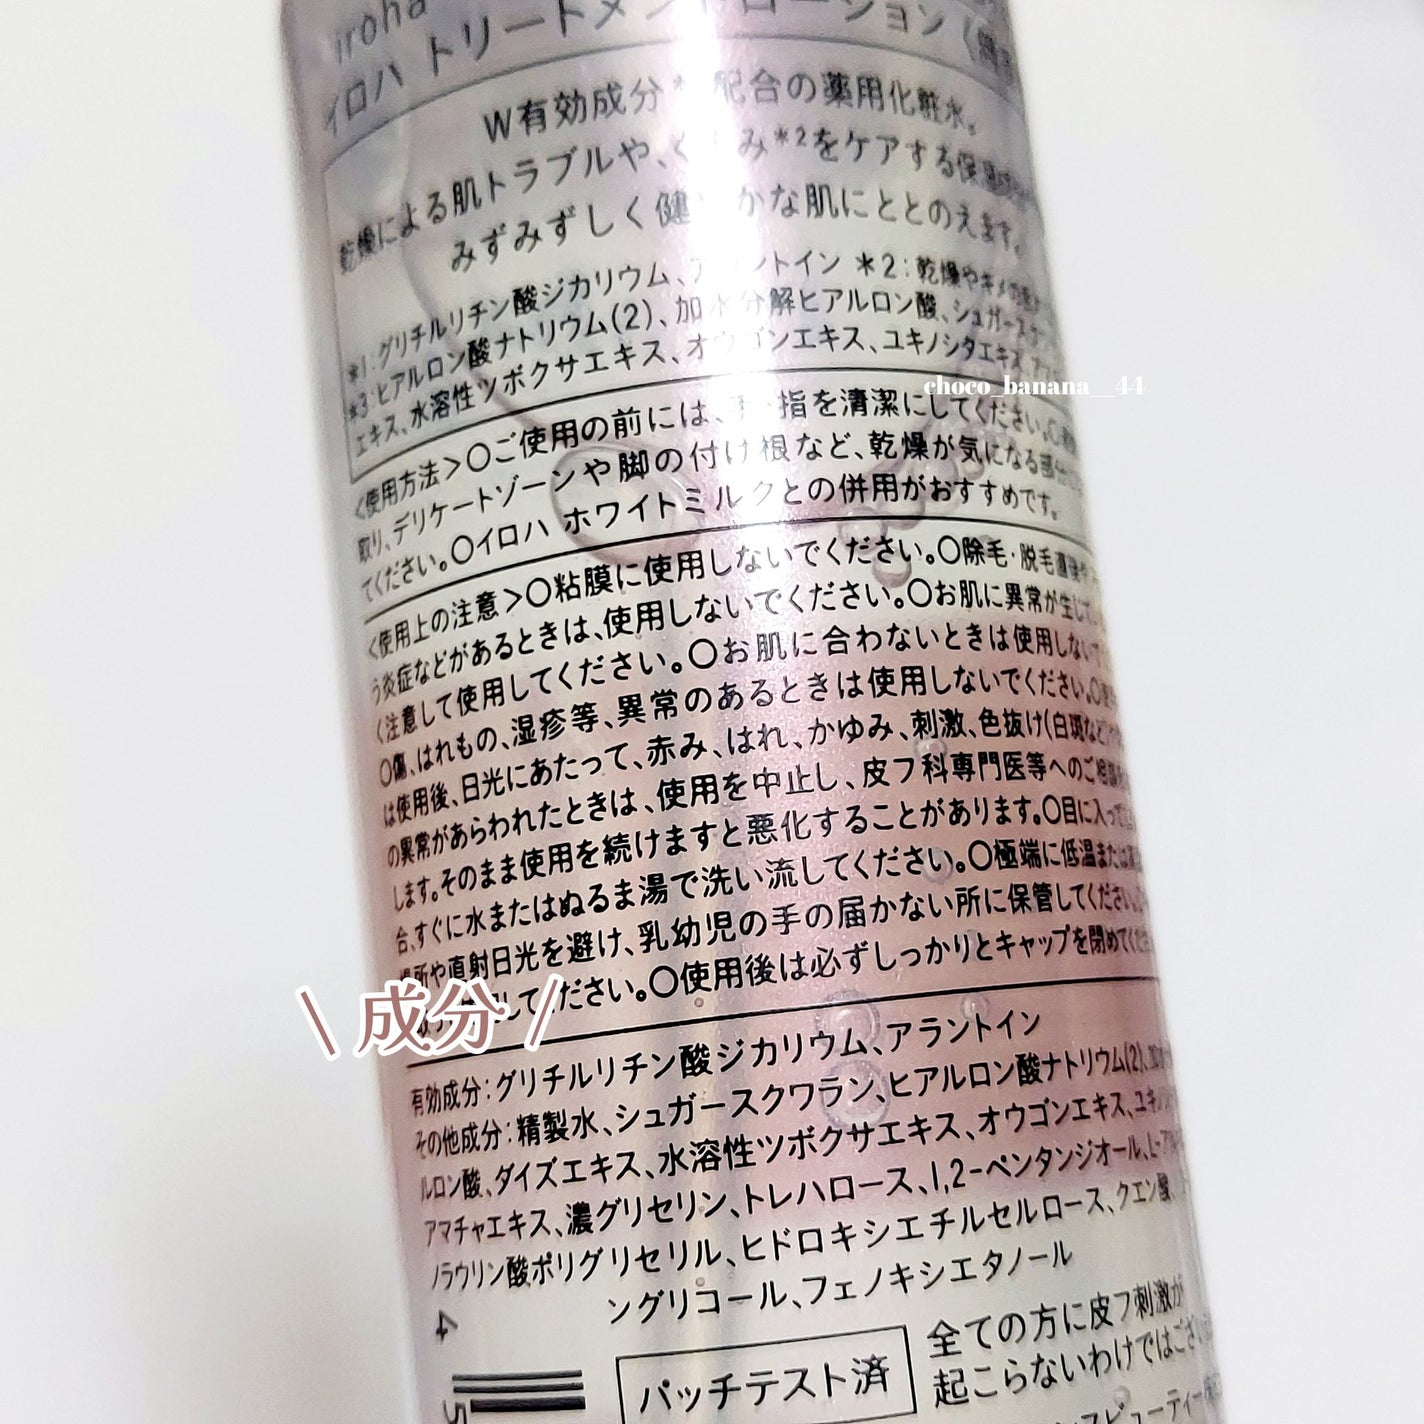 iroha
イロハ トリートメントローション
W有効成分 配合の薬用化粧水。
乾燥による肌トラブルや、 み*2をケアする保湿
みずみずしく健 かな肌にととのえます。
*1:グリチルリチン酸ジカリウム、アラントイン *2:乾燥やキメの
*3:ヒアルロン酸ナトリウム(2)、加水分解ヒアルロン酸、シュガースクワ
エキス、水溶性ツボクサエキス、オウゴンエキス、ユキノシタエキス、
choco_banana__44
<使用方法>〇ご使用の前には、手・指を清潔にしてください。〇
取り、デリケートゾーンや脚の付け根など、乾燥が気になる部分
てください。〇イロハ ホワイトミルクとの併用がおすすめです。
<使用上の注意>〇粘膜に使用しないでください。〇除毛・脱毛直後や
う炎症などがあるときは、使用しないでください。〇お肌に異常が生じて
く注意して使用してください。〇お肌に合わないときは使用しない
〇傷、はれもの、湿疹等、異常のあるときは使用しないでください。〇
は使用後、日光にあたって、赤み、はれ、かゆみ、刺激、色抜け(白斑など)
の異常があらわれたときは、使用を中止し、皮フ科専門医等へのご相談
します。そのまま使用を続けますと悪化することがあります。〇目に入っ
合、すぐに水またはぬるま湯で洗い流してください。〇極端に低温または
場所や直射日光を避け、乳幼児の手の届かない所に保管してください。
してください。〇使用後は必ずしっかりとキャップを閉めてくだ
\ 成分 /
有効成分:グリチルリチン酸ジカリウム、アラントイン
その他成分:精製水、シュガースクワラン、ヒアルロン酸ナトリウム(2)、加水
ルロン酸、ダイズエキス、水溶性ツボクサエキス、オウゴンエキス、ユキノ
アマチャエキス、濃グリセリン、トレハロース、1,2-ペンタンジオール、L-ア
ノラウリン酸ポリグリセリル、ヒドロキシエチルセルロース、クエン酸、
ングリコール、フェノキシエタノール
パッチテスト済
全ての方に皮フ刺激が
起こらないわけではござい
4
5